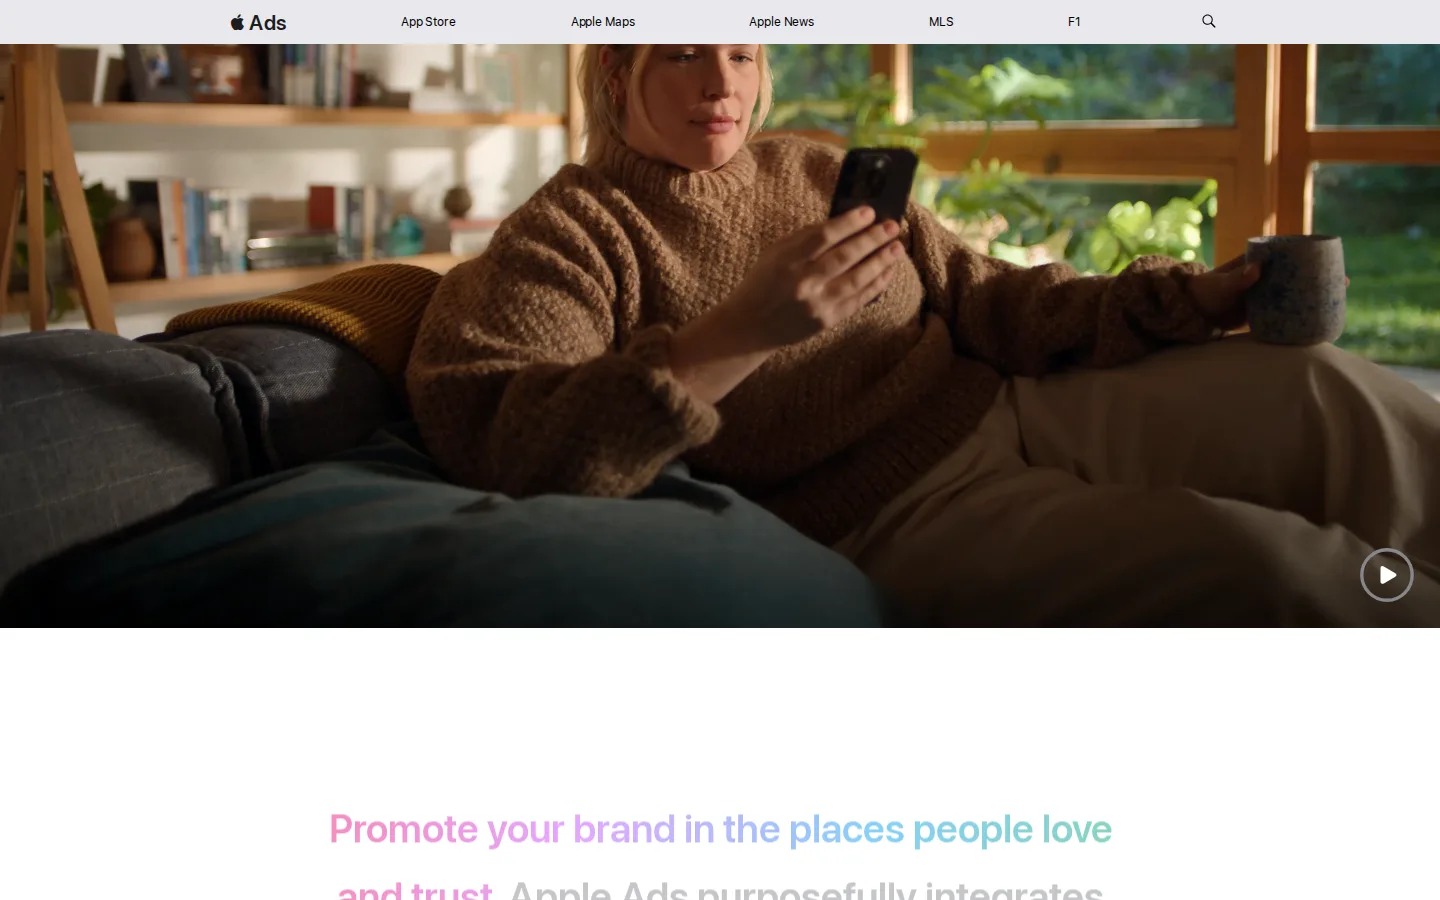 Ads
App Store
Apple Maps
Apple News
MLS
F1
Promote your brand in the places people love
and trust. Apple Ads purposefully integrates